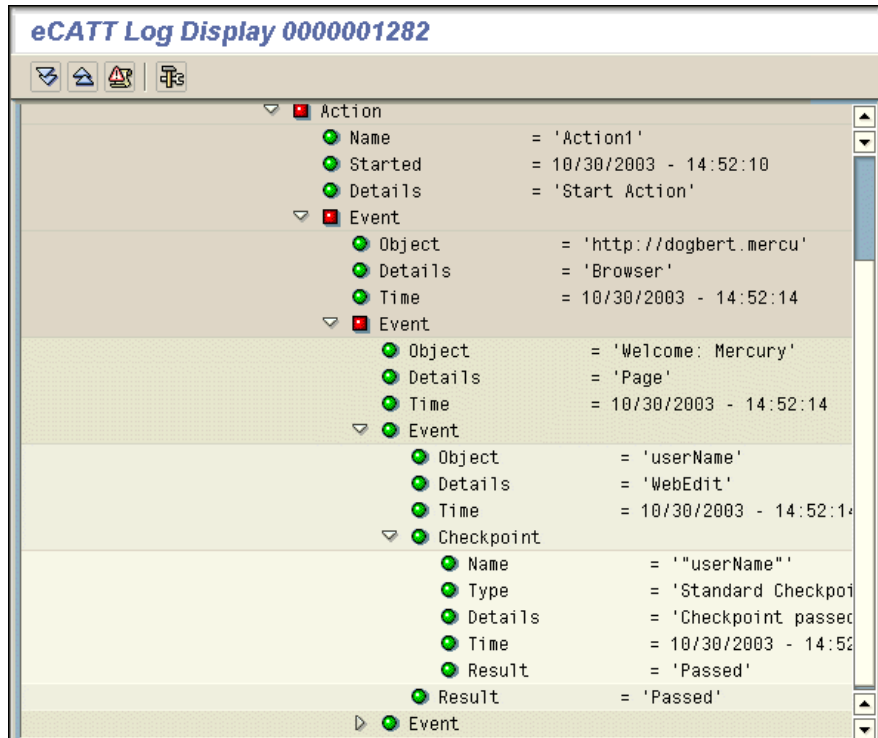 eCATT Log Display 0000001282
Action
Name = 'Action1'
Started = 10/30/2003 - 14:52:10
Details = 'Start Action'
Event
Object = 'http://dogbert.mercu'
Details = 'Browser'
Time = 10/30/2003 - 14:52:14
Event
Object = 'Welcome: Mercury'
Details = 'Page'
Time = 10/30/2003 - 14:52:14
Event
Object = 'userName'
Details = 'WebEdit'
Time = 10/30/2003 - 14:52:14
Checkpoint
Name = '"userName"'
Type = 'Standard Checkpoi
Details = 'Checkpoint passed
Time = 10/30/2003 - 14:52
Result = 'Passed'
Result = 'Passed'
Event